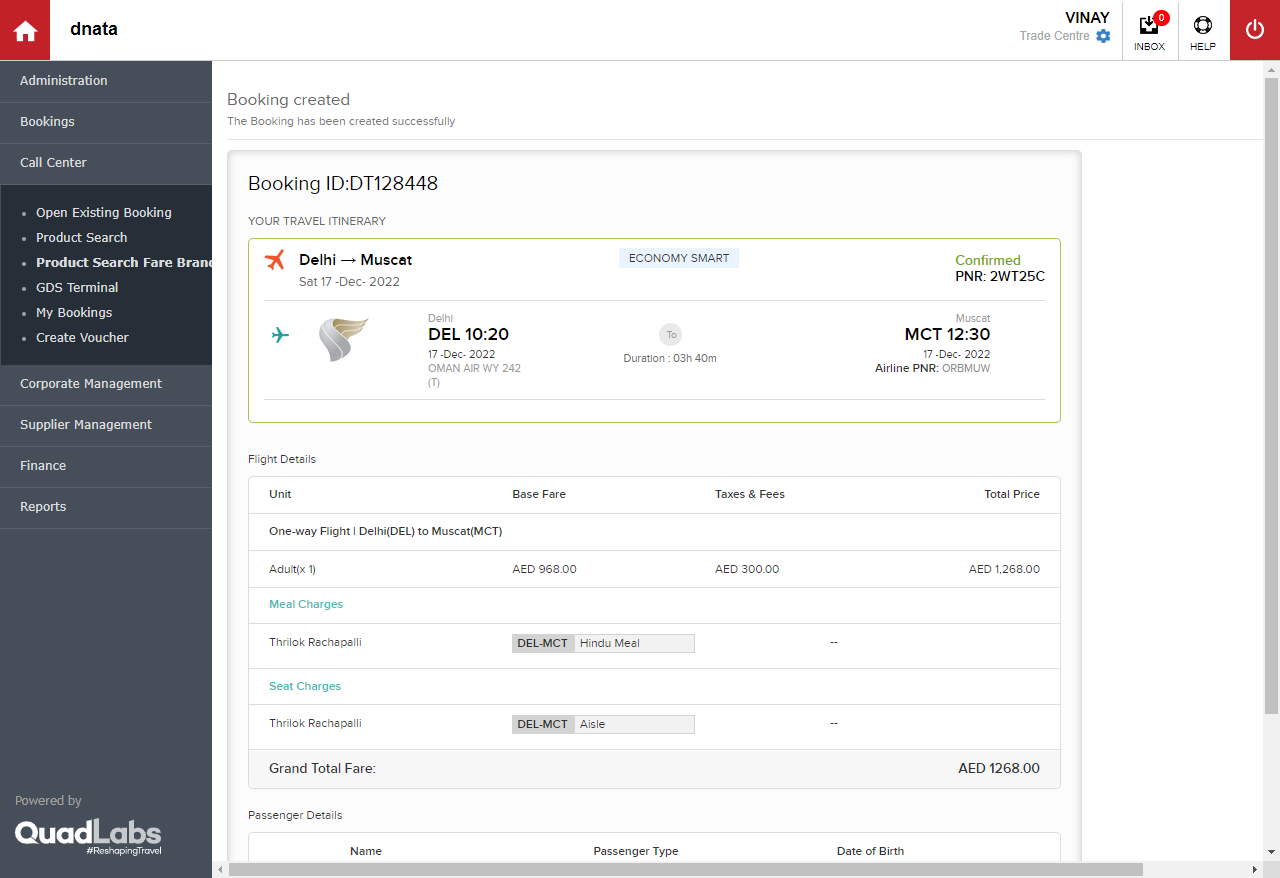 dnata
VINAY
Trade Centre
0
INBOX
HELP
Administration
Bookings
Call Center
Open Existing Booking
Product Search
Product Search Fare Brand
GDS Terminal
My Bookings
Create Voucher
Corporate Management
Supplier Management
Finance
Reports
Powered by
QuadLabs
#ReshapingTravel
Booking created
The Booking has been created successfully
Booking ID:DT128448
YOUR TRAVEL ITINERARY
Delhi → Muscat
Sat 17 -Dec- 2022
ECONOMY SMART
Confirmed
PNR: 2WT25C
Delhi
DEL 10:20
17 -Dec- 2022
OMAN AIR WY 242
(T)
To
Duration : 03h 40m
Muscat
MCT 12:30
17 -Dec- 2022
Airline PNR: ORBMUW
Flight Details
Unit Base Fare Taxes & Fees Total Price
One-way Flight | Delhi(DEL) to Muscat(MCT)
Adult(x 1) AED 968.00 AED 300.00 AED 1,268.00
Meal Charges
Thrilok Rachapalli DEL-MCT Hindu Meal --
Seat Charges
Thrilok Rachapalli DEL-MCT Aisle --
Grand Total Fare: AED 1268.00
Passenger Details
Name Passenger Type Date of Birth